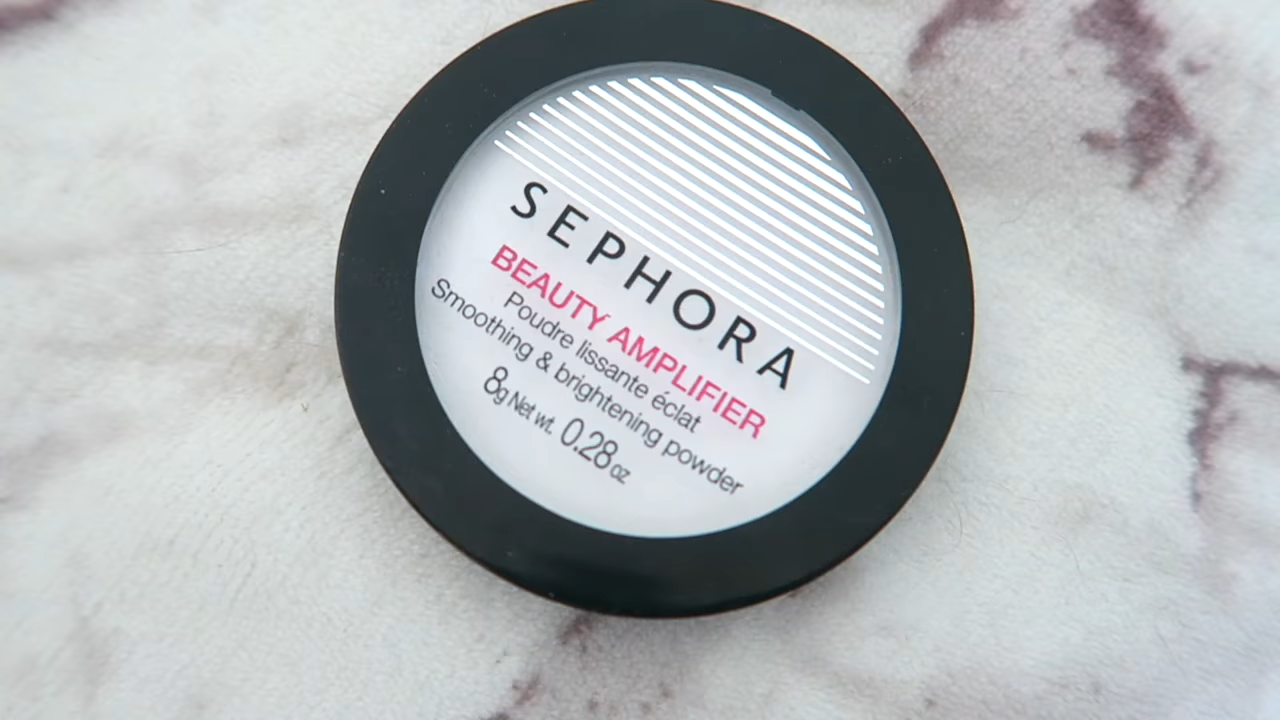 SEPHORA
BEAUTY AMPLIFIER
Poudre lissante éclat
Smoothing & brightening powder
8g Net wt. 0.28 oz